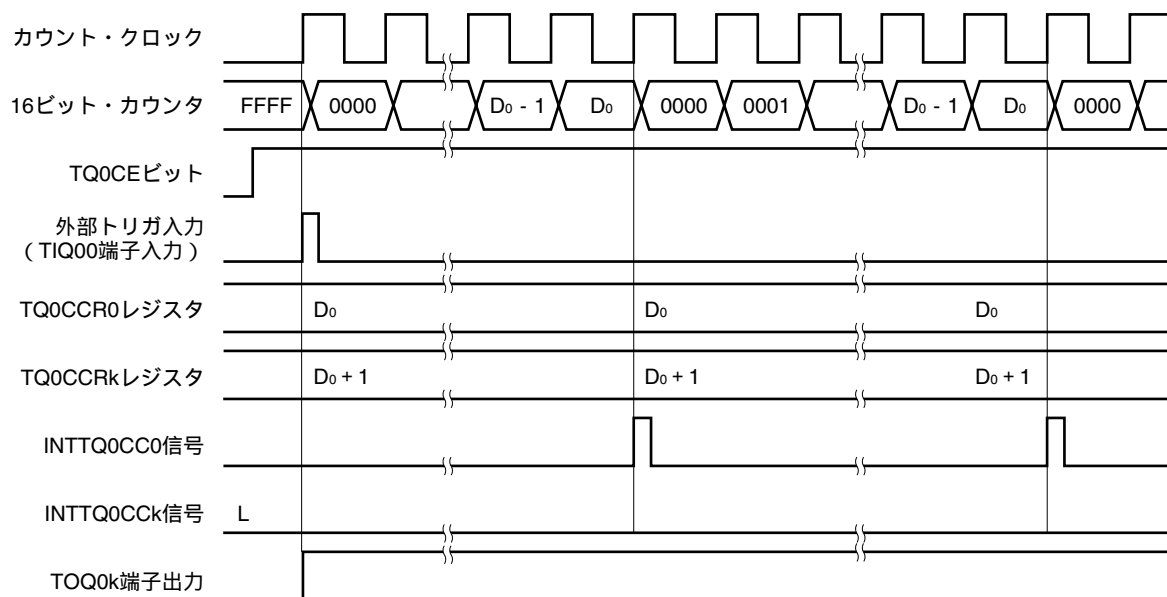 カウント・クロック
16ビット・カウンタ FFFF 0000 D₀ - 1 D₀ 0000 0001 D₀ - 1 D₀ 0000
TQ0CEビット
外部トリガ入力
(TIQ00端子入力)
TQ0CCR0レジスタ D₀ D₀ D₀
TQ0CCRkレジスタ D₀ + 1 D₀ + 1 D₀ + 1
INTTQ0CC0信号
INTTQ0CCk信号 L
TOQ0k端子出力